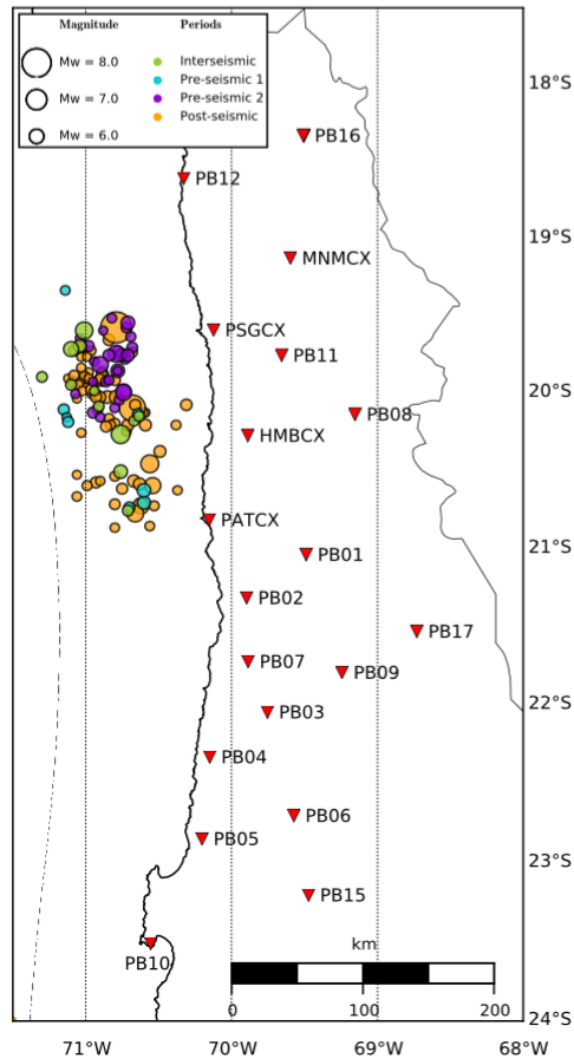 Magnitude Periods
Mw = 8.0 Interseismic
Pre-seismic 1
Mw = 7.0 Pre-seismic 2
Post-seismic
Mw = 6.0
18°S
PB16
PB12
19°S
MNMCX
PSGCX
PB11
20°S
PB08
HMBCX
PATCX
21°S
PB01
PB02
PB17
PB07
PB09
22°S
PB03
PB04
PB06
PB05
23°S
PB15
km
PB10
0 100 200
24°S
71°W 70°W 69°W 68°W